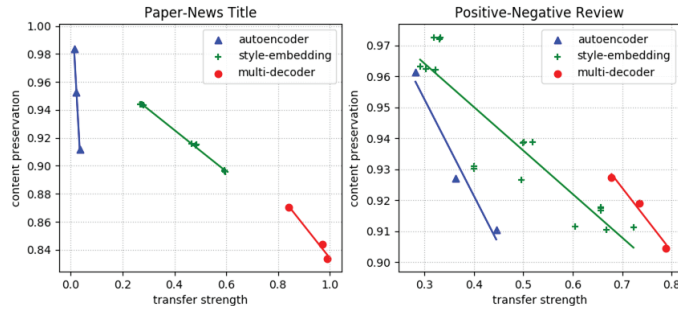 Paper-News Title
1.00
0.98
0.96
0.94
0.92
0.90
0.88
0.86
0.84
content preservation
0.0
0.2
0.4
0.6
0.8
1.0
transfer strength
autoencoder
style-embedding
multi-decoder
Positive-Negative Review
0.97
0.96
0.95
0.94
0.93
0.92
0.91
0.90
content preservation
0.3
0.4
0.5
0.6
0.7
0.8
transfer strength
autoencoder
style-embedding
multi-decoder